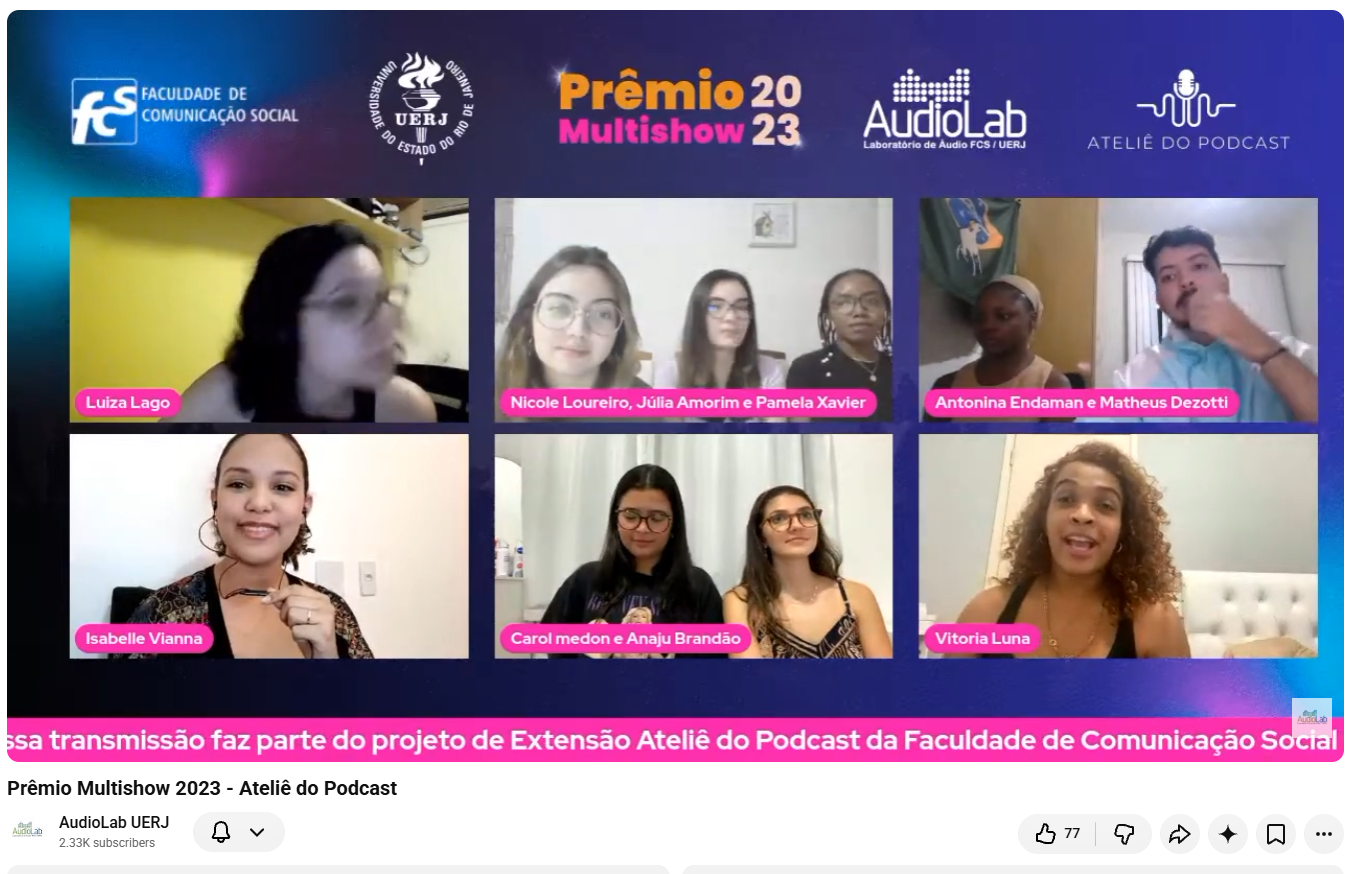 FACULDADE DE
COMUNICAÇÃO SOCIAL
fcs
UNIVERSIDADE DO ESTADO DO RIO DE JANEIRO
UERJ
Prêmio 20
Multishow 23
AudioLab
Laboratório de Áudio FCS / UERJ
ATELIÊ DO PODCAST
Luiza Lago
Nicole Loureiro, Júlia Amorim e Pamela Xavier
Antonina Endaman e Matheus Dezotti
Isabelle Vianna
Carol medon e Anaju Brandão
Vitoria Luna
AudioLab
ssa transmissão faz parte do projeto de Extensão Ateliê do Podcast da Faculdade de Comunicação Social
Prêmio Multishow 2023 - Ateliê do Podcast
AudioLab
AudioLab UERJ
2.33K subscribers
77